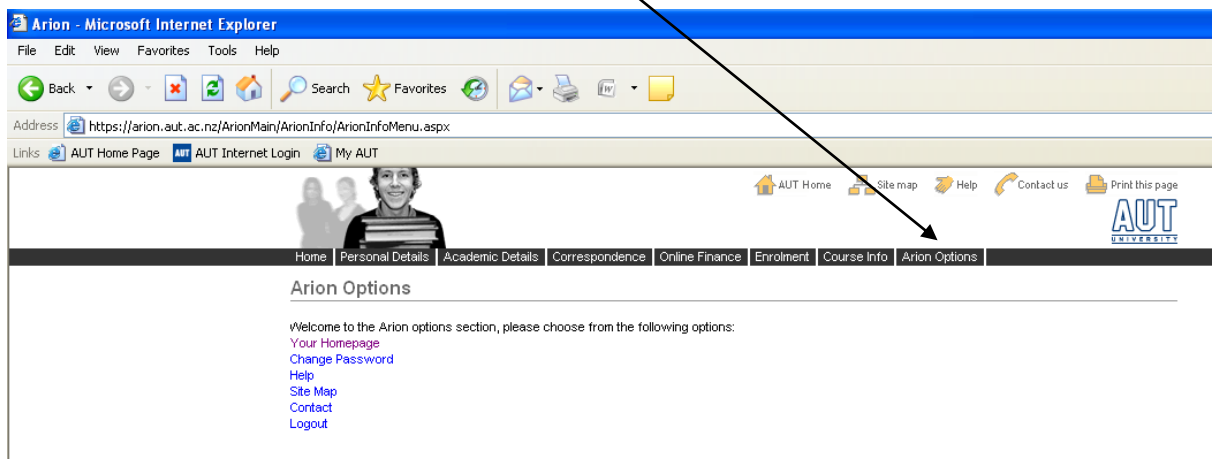 Arion - Microsoft Internet Explorer
File Edit View Favorites Tools Help
Back Search Favorites
Address https://arion.aut.ac.nz/ArionMain/ArionInfo/ArionInfoMenu.aspx
Links AUT Home Page AUT AUT Internet Login My AUT
AUT Home Site map Help Contact us Print this page
AUT
UNIVERSITY
Home Personal Details Academic Details Correspondence Online Finance Enrolment Course Info Arion Options
Arion Options
Welcome to the Arion options section, please choose from the following options:
Your Homepage
Change Password
Help
Site Map
Contact
Logout